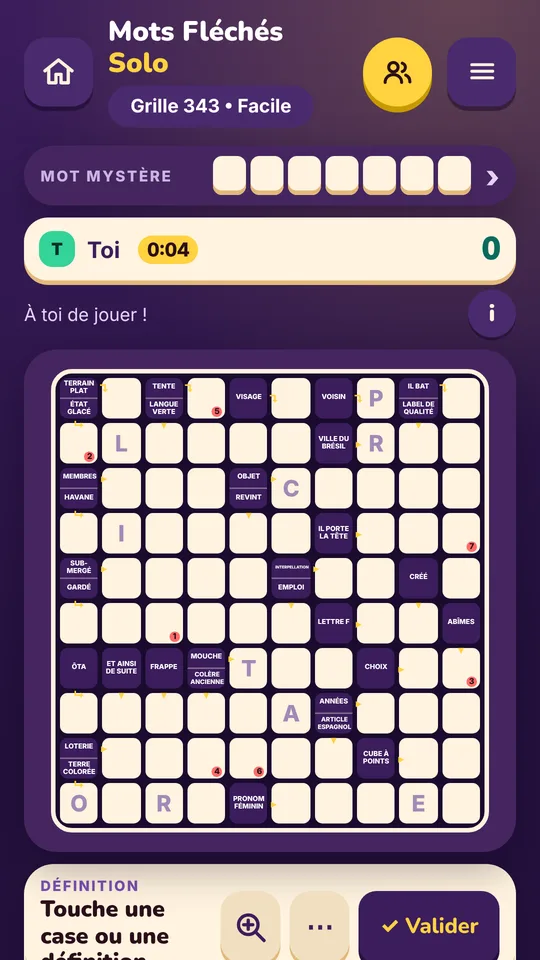 Mots Fléchés
Solo
Grille 343 • Facile
MOT MYSTÈRE
T
Toi
0:04
0
À toi de jouer !
i
TERRAIN
PLAT
ÉTAT
GLACÉ
TENTE
LANGUE
VERTE
5
VISAGE
VOISIN
P
IL BAT
LABEL DE
QUALITÉ
2
L
VILLE DU
BRÉSIL
R
MEMBRES
HAVANE
OBJET
REVINT
C
I
IL PORTE
LA TÊTE
7
SUB-
MERGÉ
GARDÉ
INTERPELLATION
EMPLOI
CRÉÉ
1
LETTRE F
ABÎMES
ÔTA
ET AINSI
DE SUITE
FRAPPE
MOUCHE
COLÈRE
ANCIENNE
T
CHOIX
3
A
ANNÉES
ARTICLE
ESPAGNOL
LOTERIE
TERRE
COLORÉE
4
6
CUBE À
POINTS
O
R
PRONOM
FÉMININ
E
DÉFINITION
Touche une
case ou une
définition
Valider